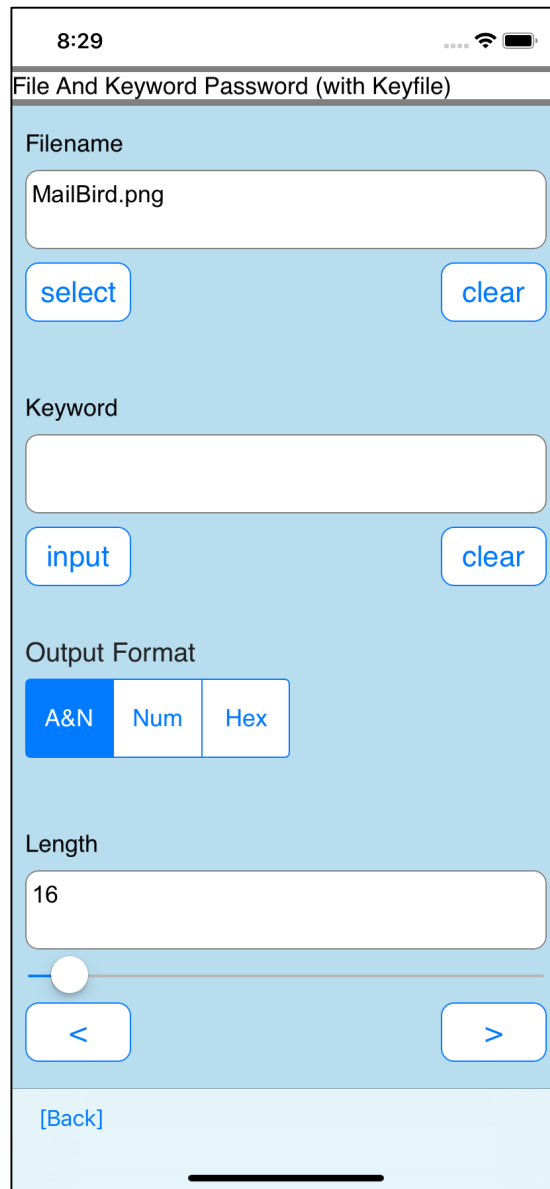 8:29
File And Keyword Password (with Keyfile)
Filename
MailBird.png
select clear
Keyword
input clear
Output Format
A&N Num Hex
Length
16
< >
[Back]